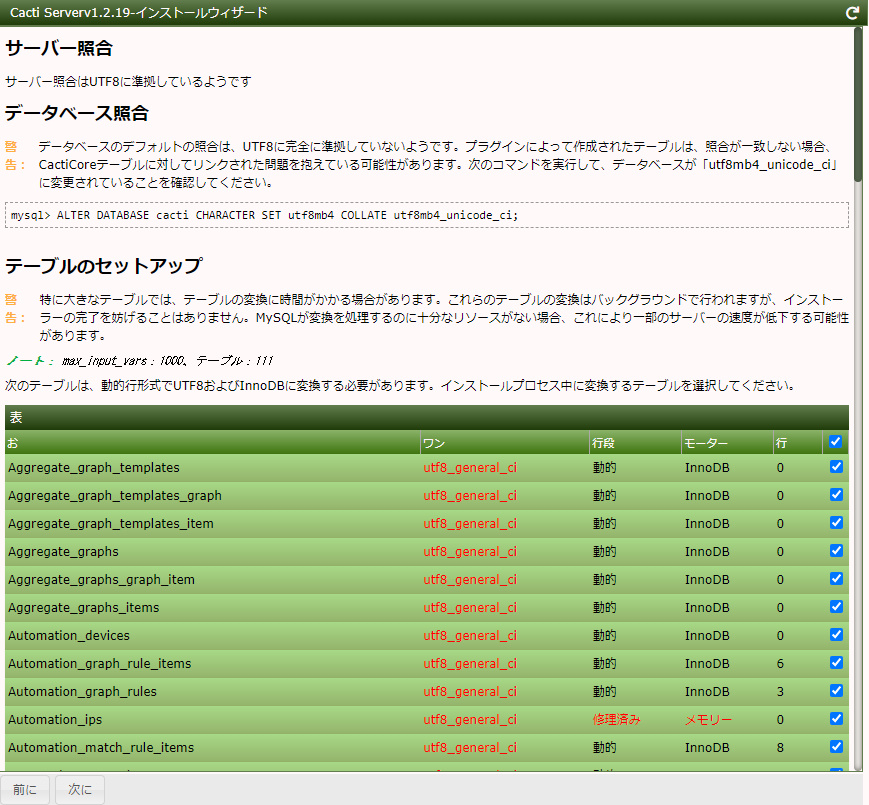 Cacti Serverv1.2.19-インストールウィザード
サーバー照合
サーバー照合はUTF8に準拠しているようです
データベース照合
警告： データベースのデフォルトの照合は、UTF8に完全に準拠していないようです。プラグインによって作成されたテーブルは、照合が一致しない場合、
CactiCoreテーブルに対してリンクされた問題を抱えている可能性があります。次のコマンドを実行して、データベースが「utf8mb4_unicode_ci」
に変更されていることを確認してください。
mysql> ALTER DATABASE cacti CHARACTER SET utf8mb4 COLLATE utf8mb4_unicode_ci;
テーブルのセットアップ
警告： 特に大きなテーブルでは、テーブルの変換に時間がかかる場合があります。これらのテーブルの変換はバックグラウンドで行われますが、インストー
ラーの完了を妨げることはありません。MySQLが変換を処理するのに十分なリソースがない場合、これにより一部のサーバーの速度が低下する可能性
があります。
ノート： max_input_vars：1000、テーブル：111
次のテーブルは、動的行形式でUTF8およびInnoDBに変換する必要があります。インストールプロセス中に変換するテーブルを選択してください。
表
お ワン 行段 モーター 行
Aggregate_graph_templates utf8_general_ci 動的 InnoDB 0
Aggregate_graph_templates_graph utf8_general_ci 動的 InnoDB 0
Aggregate_graph_templates_item utf8_general_ci 動的 InnoDB 0
Aggregate_graphs utf8_general_ci 動的 InnoDB 0
Aggregate_graphs_graph_item utf8_general_ci 動的 InnoDB 0
Aggregate_graphs_items utf8_general_ci 動的 InnoDB 0
Automation_devices utf8_general_ci 動的 InnoDB 0
Automation_graph_rule_items utf8_general_ci 動的 InnoDB 6
Automation_graph_rules utf8_general_ci 動的 InnoDB 3
Automation_ips utf8_general_ci 修理済み メモリー 0
Automation_match_rule_items utf8_general_ci 動的 InnoDB 8
前に 次に